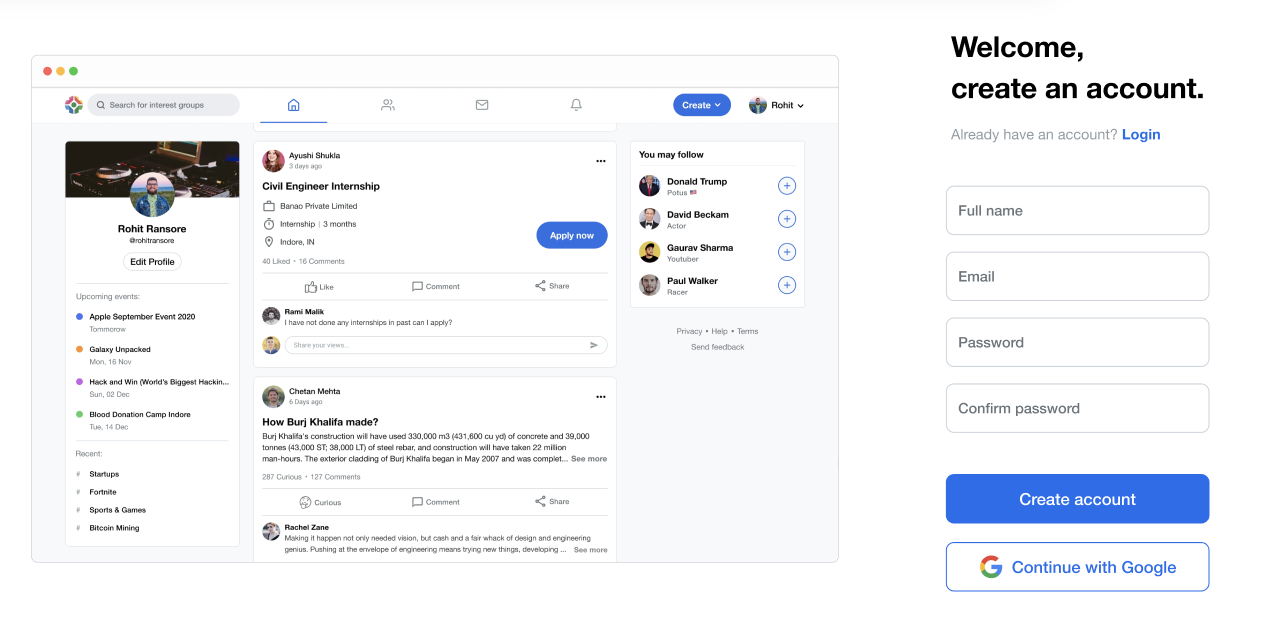 Search for interest groups
Create
Rohit
Rohit Ransore
@rohitransore
Edit Profile
Upcoming events:
Apple September Event 2020
Tommorow
Galaxy Unpacked
Mon, 16 Nov
Hack and Win (World's Biggest Hackin...
Sun, 02 Dec
Blood Donation Camp Indore
Tue, 14 Dec
Recent:
# Startups
# Fortnite
# Sports & Games
# Bitcoin Mining
Ayushi Shukla
3 days ago
Civil Engineer Internship
Banao Private Limited
Internship | 3 months
Indore, IN
Apply now
40 Liked • 16 Comments
Like Comment Share
Rami Malik
I have not done any internships in past can I apply?
Share your views...
Chetan Mehta
6 Days ago
How Burj Khalifa made?
Burj Khalifa's construction will have used 330,000 m3 (431,600 cu yd) of concrete and 39,000
tonnes (43,000 ST; 38,000 LT) of steel rebar, and construction will have taken 22 million
man-hours. The exterior cladding of Burj Khalifa began in May 2007 and was complet... See more
287 Curious • 127 Comments
Curious Comment Share
Rachel Zane
Making it happen not only needed vision, but cash and a fair whack of design and engineering
genius. Pushing at the envelope of engineering means trying new things, developing ... See more
You may follow
Donald Trump
Potus 🇺🇸
David Beckam
Actor
Gaurav Sharma
Youtuber
Paul Walker
Racer
Privacy • Help • Terms
Send feedback
Welcome,
create an account.
Already have an account? Login
Full name
Email
Password
Confirm password
Create account
Continue with Google